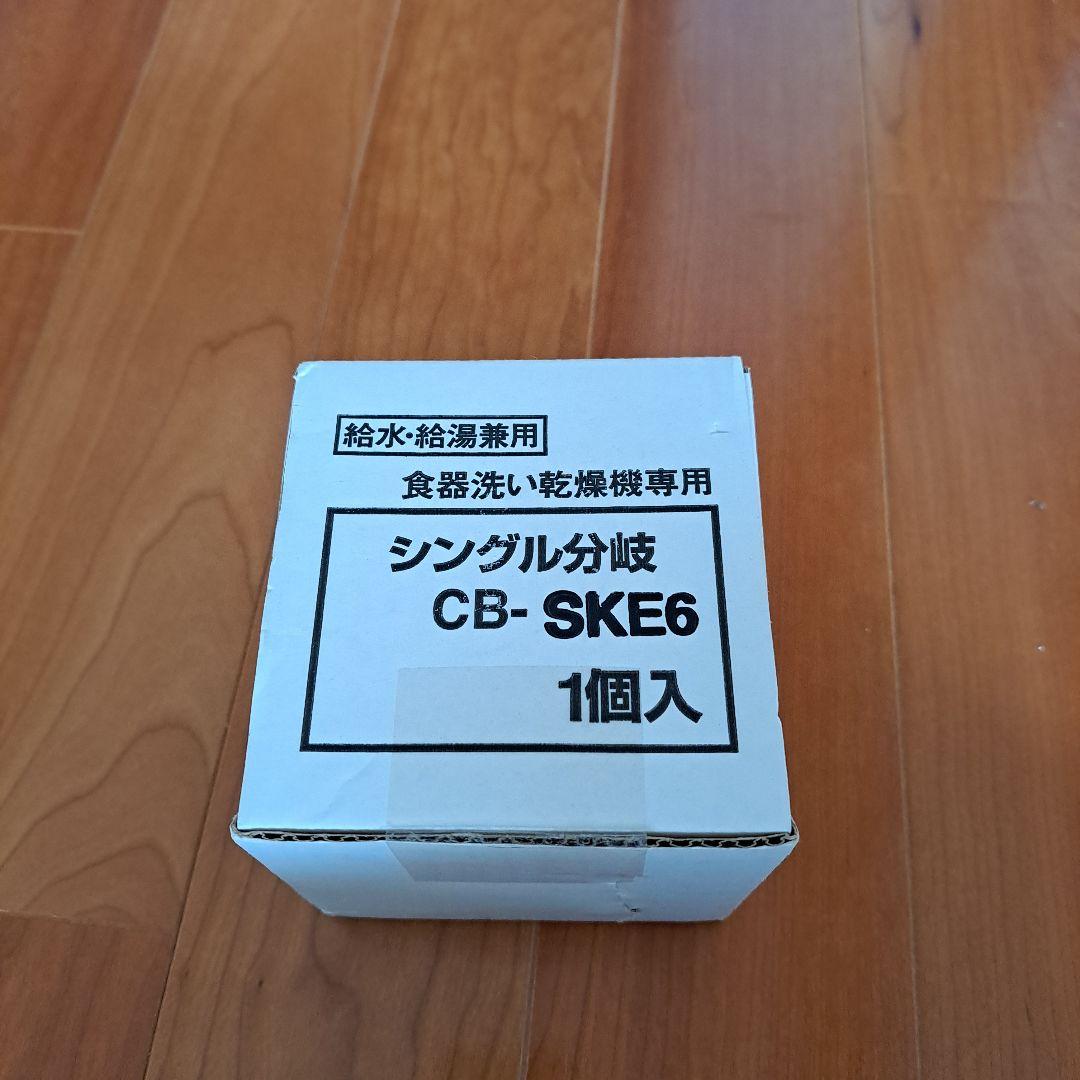 給水・給湯兼用
食器洗い乾燥機専用
シングル分岐
CB-SKE6
1個入